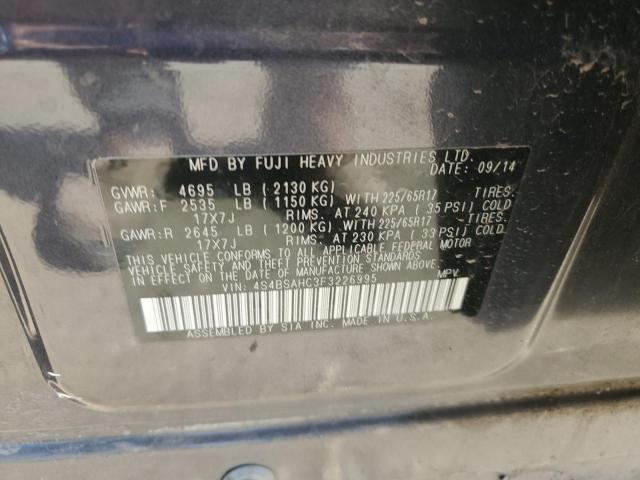 MFD BY FUJI HEAVY INDUSTRIES LTD.
DATE: 09/14
GVWR: 4695 LB (2130 KG)
GAWR:F 2535 LB (1150 KG) WITH 225/65R17 TIRES.
17X7J RIMS. AT 240 KPA (35 PSI) COLD
GAWR:R 2645 LB (1200 KG) WITH 225/65R17 TIRES.
17X7J RIMS. AT 230 KPA (33 PSI) COLD
THIS VEHICLE CONFORMS TO ALL APPLICABLE FEDERAL MOTOR
VEHICLE SAFETY AND THEFT PREVENTION STANDARDS
IN EFFECT ON THE DATE OF MANUFACTURE SHOWN ABOVE.
VIN: 4S4BSAHC3F3226995 MPV
ASSEMBLED BY SIA INC. MADE IN U.S.A.